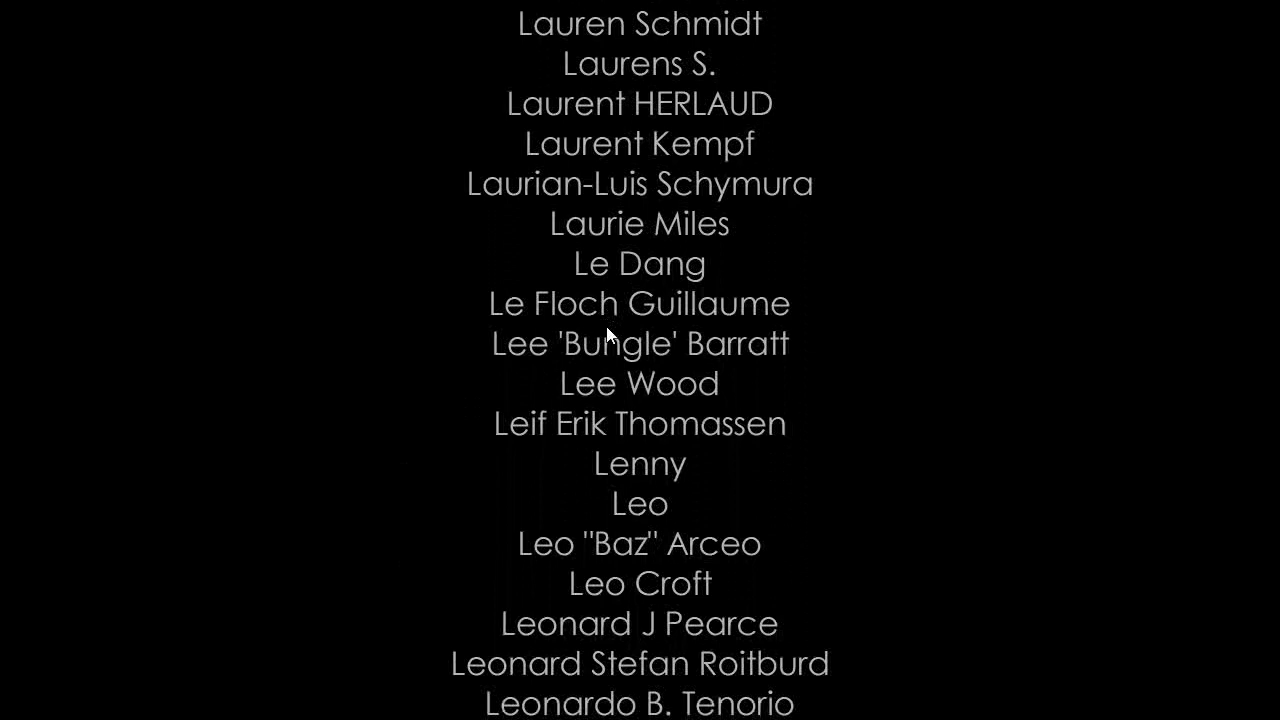 Lauren Schmidt
Laurens S.
Laurent HERLAUD
Laurent Kempf
Laurian-Luis Schymura
Laurie Miles
Le Dang
Le Floch Guillaume
Lee 'Bungle' Barratt
Lee Wood
Leif Erik Thomassen
Lenny
Leo
Leo "Baz" Arceo
Leo Croft
Leonard J Pearce
Leonard Stefan Roitburd
Leonardo B. Tenorio